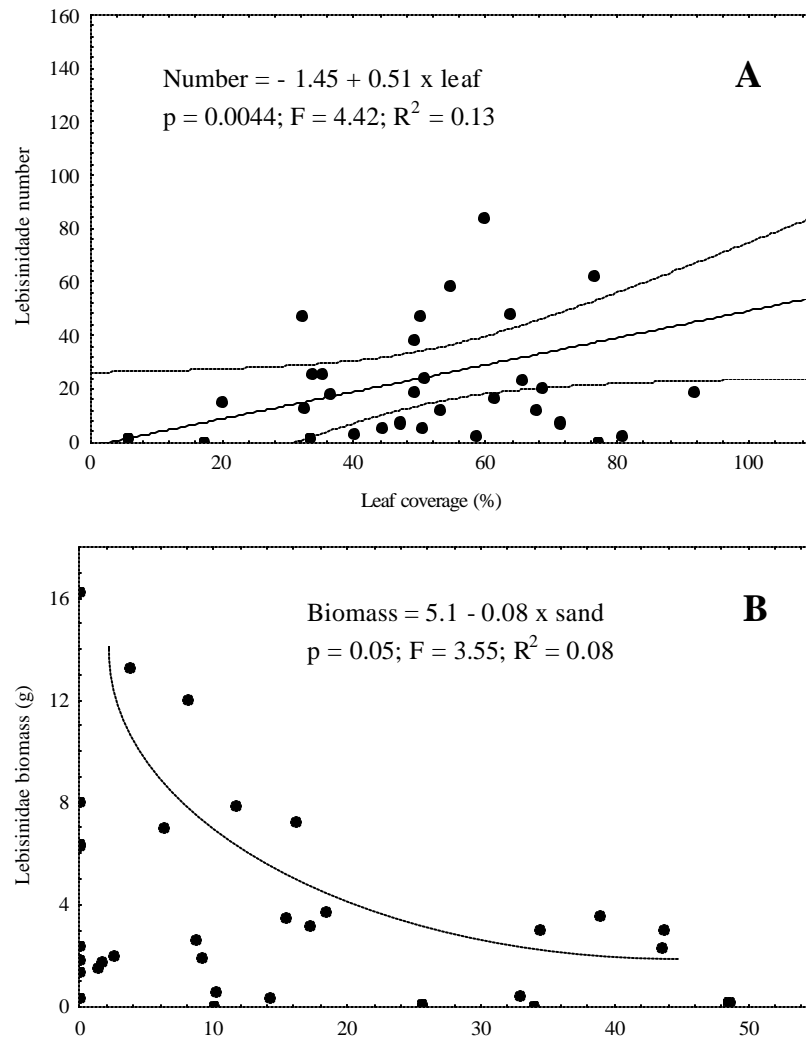 160
140
120
100
80
60
40
20
0
Lebisinidade number
Number = - 1.45 + 0.51 x leaf
p = 0.0044; F = 4.42; R² = 0.13
A
0 20 40 60 80 100
Leaf coverage (%)
16
12
8
4
0
Lebisinidae biomass (g)
Biomass = 5.1 - 0.08 x sand
p = 0.05; F = 3.55; R² = 0.08
B
0 10 20 30 40 50